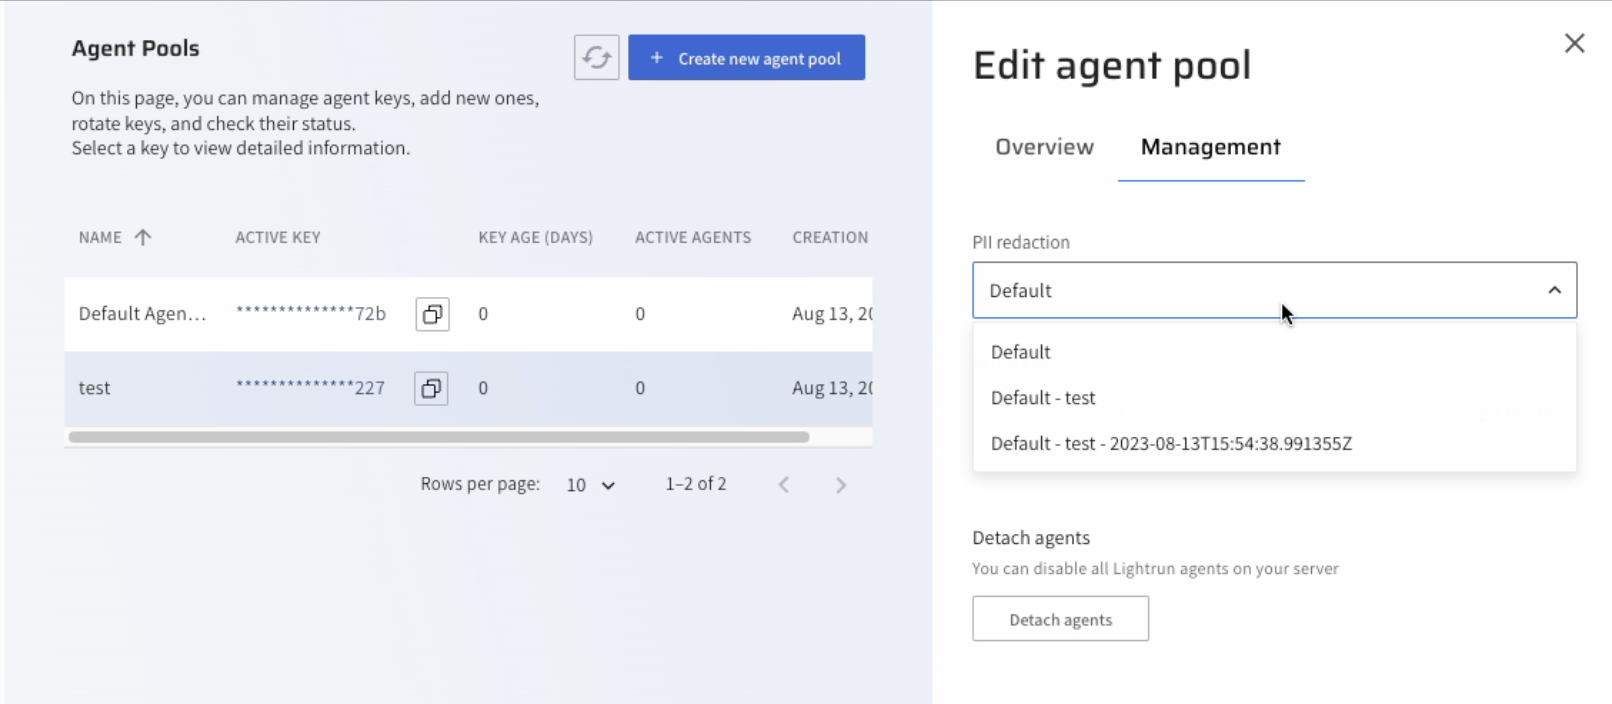 Agent Pools
+ Create new agent pool
On this page, you can manage agent keys, add new ones,
rotate keys, and check their status.
Select a key to view detailed information.
NAME ACTIVE KEY KEY AGE (DAYS) ACTIVE AGENTS CREATION
Default Agen... **************72b 0 0 Aug 13, 20
test **************227 0 0 Aug 13, 20
Rows per page: 10 1–2 of 2
Edit agent pool
Overview Management
PII redaction
Default
Default
Default - test
Default - test - 2023-08-13T15:54:38.991355Z
Detach agents
You can disable all Lightrun agents on your server
Detach agents